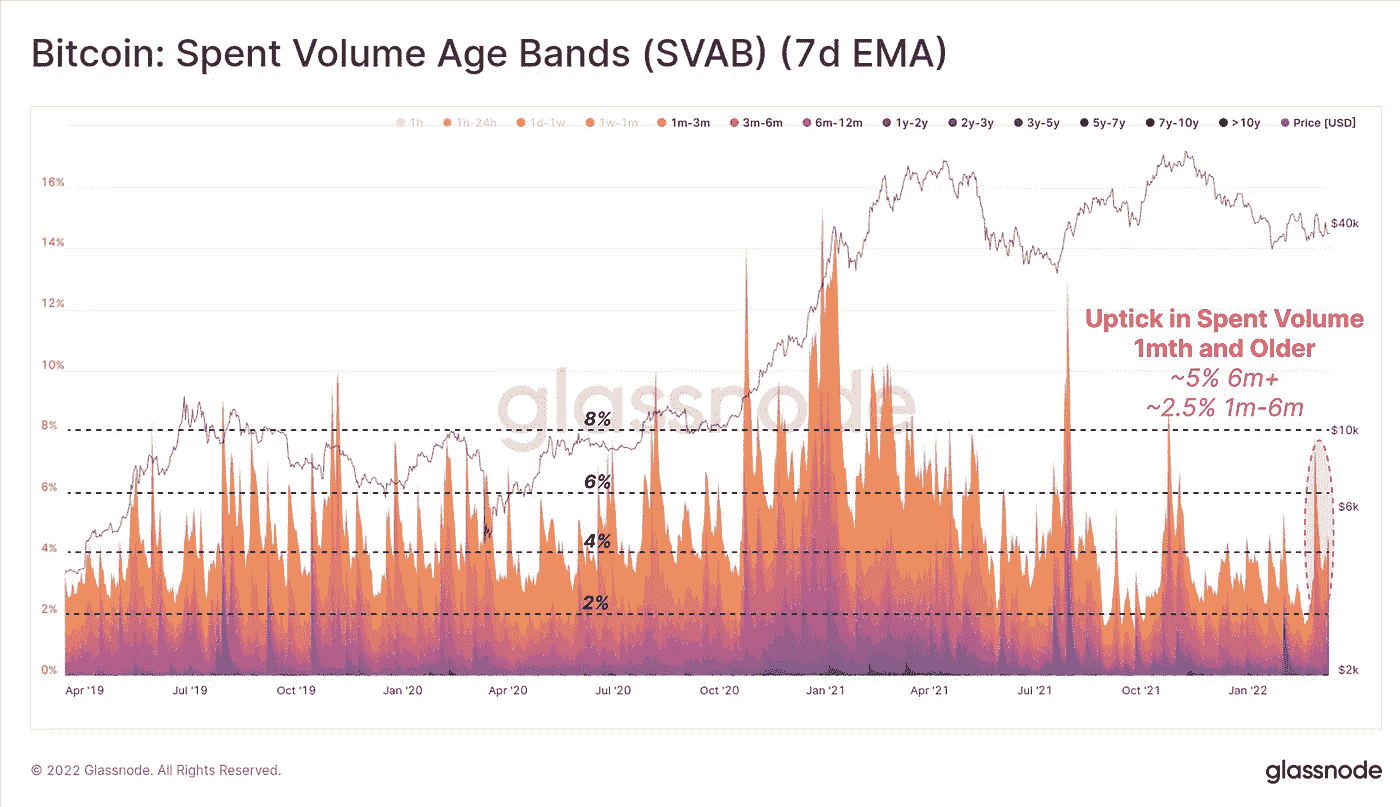 Bitcoin: Spent Volume Age Bands (SVAB) (7d EMA)
1h 1h-24h 1d-1w 1w-1m 1m-3m 3m-6m 6m-12m 1y-2y 2y-3y 3y-5y 5y-7y 7y-10y >10y Price [USD]
16%
14%
12%
10%
8%
6%
4%
2%
0%
$40k
$10k
$6k
$2k
Uptick in Spent Volume
1mth and Older
~5% 6m+
~2.5% 1m-6m
glassnode
8%
6%
4%
2%
Apr '19 Jul '19 Oct '19 Jan '20 Apr '20 Jul '20 Oct '20 Jan '21 Apr '21 Jul '21 Oct '21 Jan '22
© 2022 Glassnode. All Rights Reserved.
glassnode